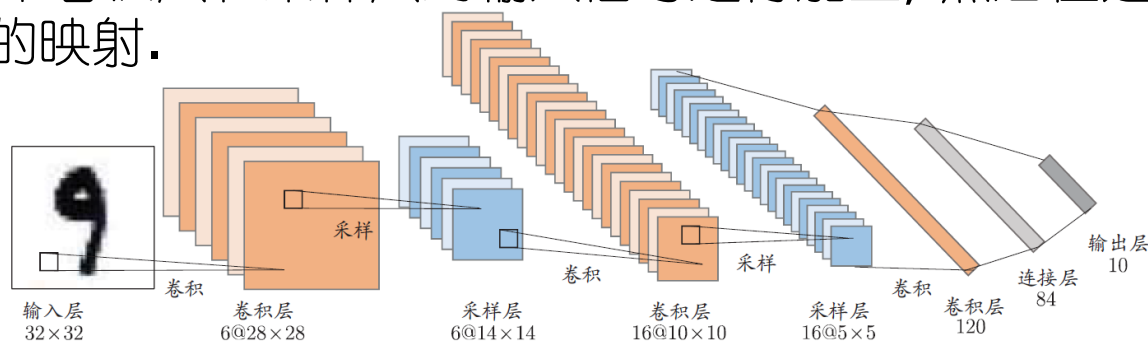 的映射.
采样
卷积
卷积
采样
卷积
输入层
32×32
卷积层
6@28×28
采样层
6@14×14
卷积层
16@10×10
采样层
16@5×5
卷积层
120
连接层
84
输出层
10